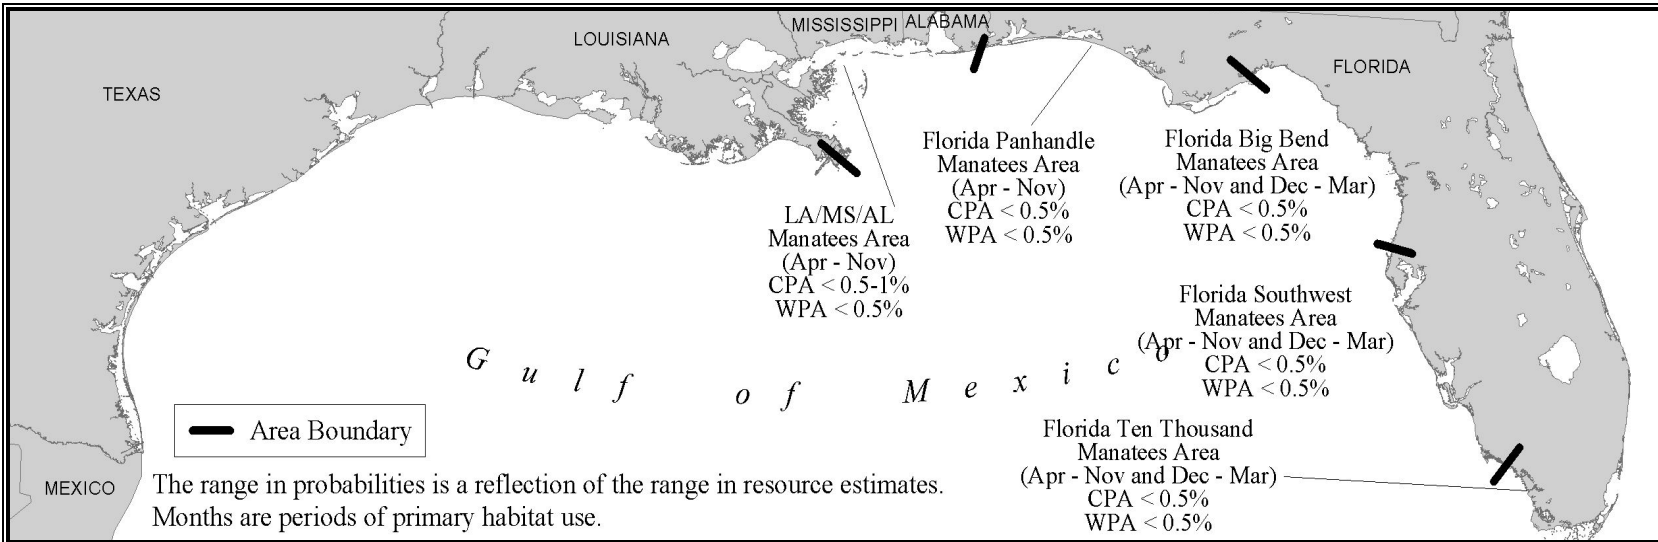 MISSISSIPPI
ALABAMA
LOUISIANA
FLORIDA
TEXAS
Florida Panhandle
Manatees Area
(Apr - Nov)
CPA < 0.5%
WPA < 0.5%
Florida Big Bend
Manatees Area
(Apr - Nov and Dec - Mar)
CPA < 0.5%
WPA < 0.5%
LA/MS/AL
Manatees Area
(Apr - Nov)
CPA < 0.5-1%
WPA < 0.5%
Florida Southwest
Manatees Area
(Apr - Nov and Dec - Mar)
CPA < 0.5%
WPA < 0.5%
Gulf of Mexico
Area Boundary
Florida Ten Thousand
Manatees Area
(Apr - Nov and Dec - Mar)
CPA < 0.5%
WPA < 0.5%
MEXICO
The range in probabilities is a reflection of the range in resource estimates.
Months are periods of primary habitat use.